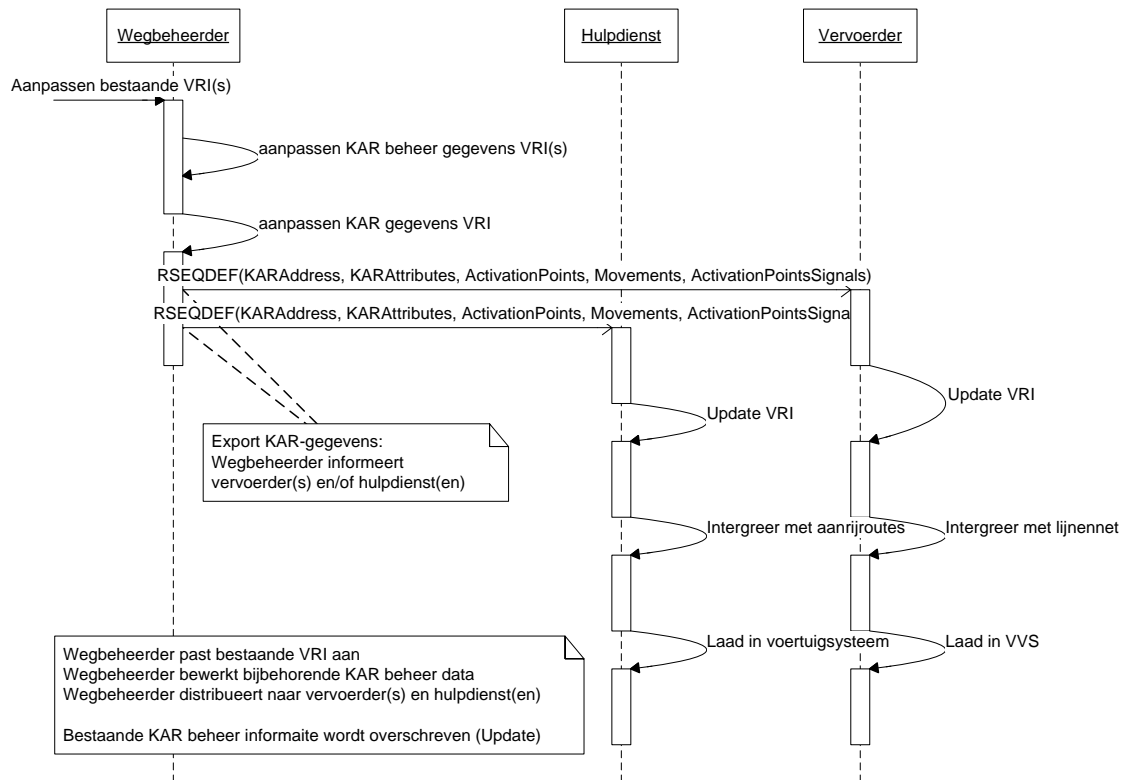 Wegbeheerder
Hulpdienst
Vervoerder
Aanpassen bestaande VRI(s)
aanpassen KAR beheer gegevens VRI(s)
aanpassen KAR gegevens VRI
RSEQDEF(KARAddress, KARAttributes, ActivationPoints, Movements, ActivationPointsSignals)
RSEQDEF(KARAddress, KARAttributes, ActivationPoints, Movements, ActivationPointsSigna
Update VRI
Update VRI
Export KAR-gegevens:
Wegbeheerder informeert
vervoerder(s) en/of hulpdienst(en)
Intergreer met aanrijroutes
Intergreer met lijnennet
Laad in voertuigsysteem
Laad in VVS
Wegbeheerder past bestaande VRI aan
Wegbeheerder bewerkt bijbehorende KAR beheer data
Wegbeheerder distribueert naar vervoerder(s) en hulpdienst(en)
Bestaande KAR beheer informaite wordt overschreven (Update)